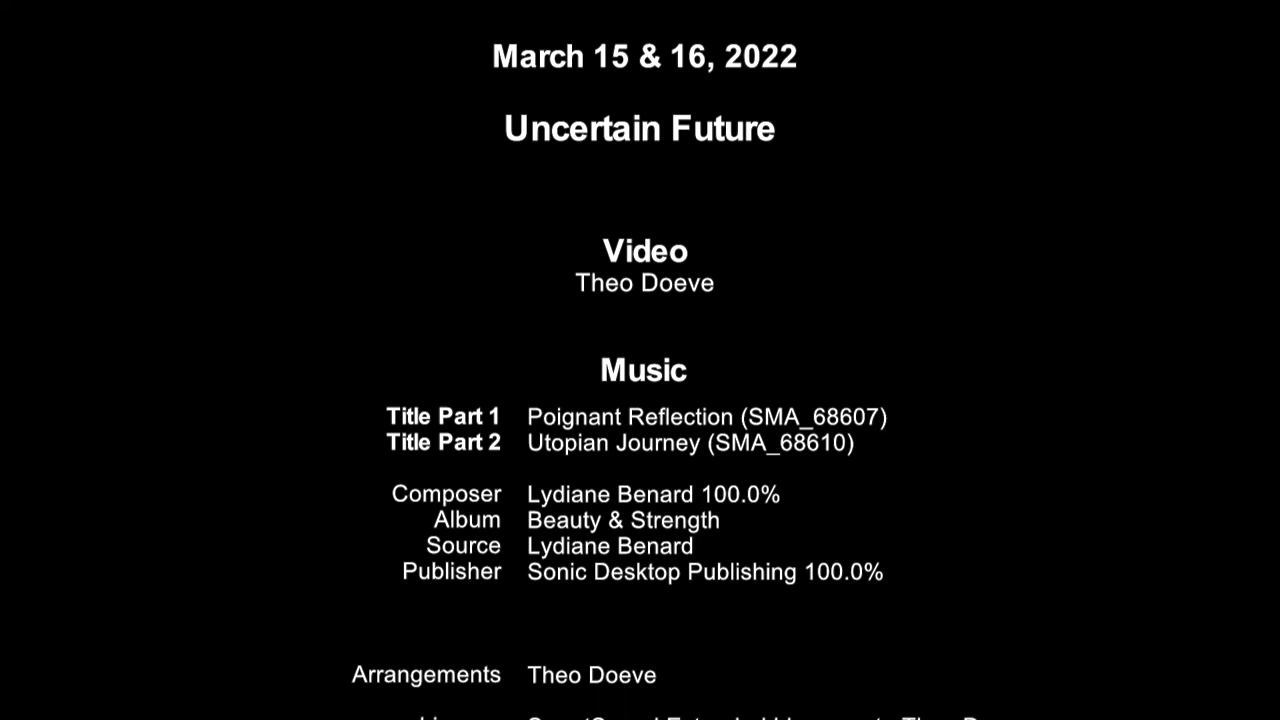 March 15 & 16, 2022
Uncertain Future
Video
Theo Doeve
Music
Title Part 1 Poignant Reflection (SMA_68607)
Title Part 2 Utopian Journey (SMA_68610)
Composer Lydiane Benard 100.0%
Album Beauty & Strength
Source Lydiane Benard
Publisher Sonic Desktop Publishing 100.0%
Arrangements Theo Doeve